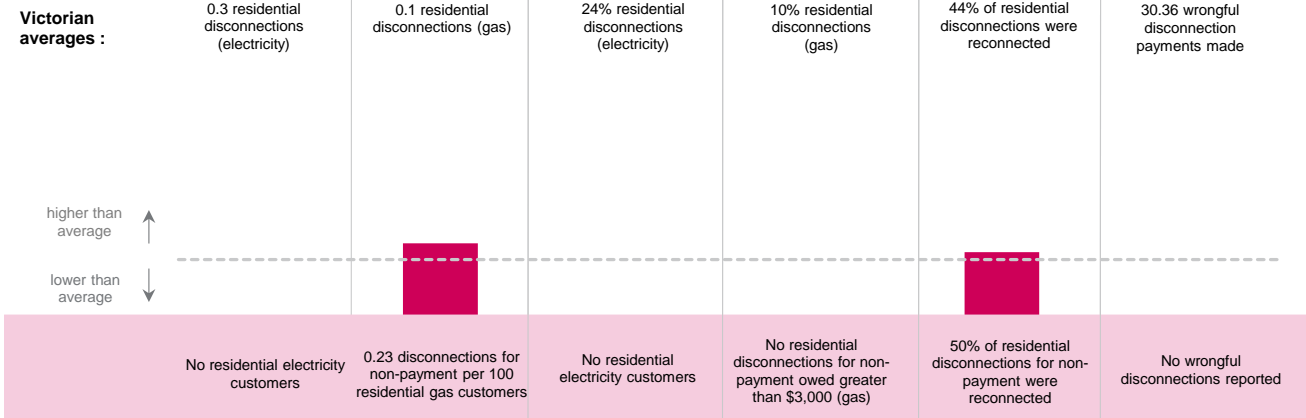 Victorian
averages :
0.3 residential
disconnections
(electricity)
0.1 residential
disconnections (gas)
24% residential
disconnections
(electricity)
10% residential
disconnections
(gas)
44% of residential
disconnections were
reconnected
30.36 wrongful
disconnection
payments made
higher than
average
lower than
average
No residential electricity
customers
0.23 disconnections for
non-payment per 100
residential gas customers
No residential
electricity customers
No residential
disconnections for non-
payment owed greater
than $3,000 (gas)
50% of residential
disconnections for non-
payment were
reconnected
No wrongful
disconnections reported